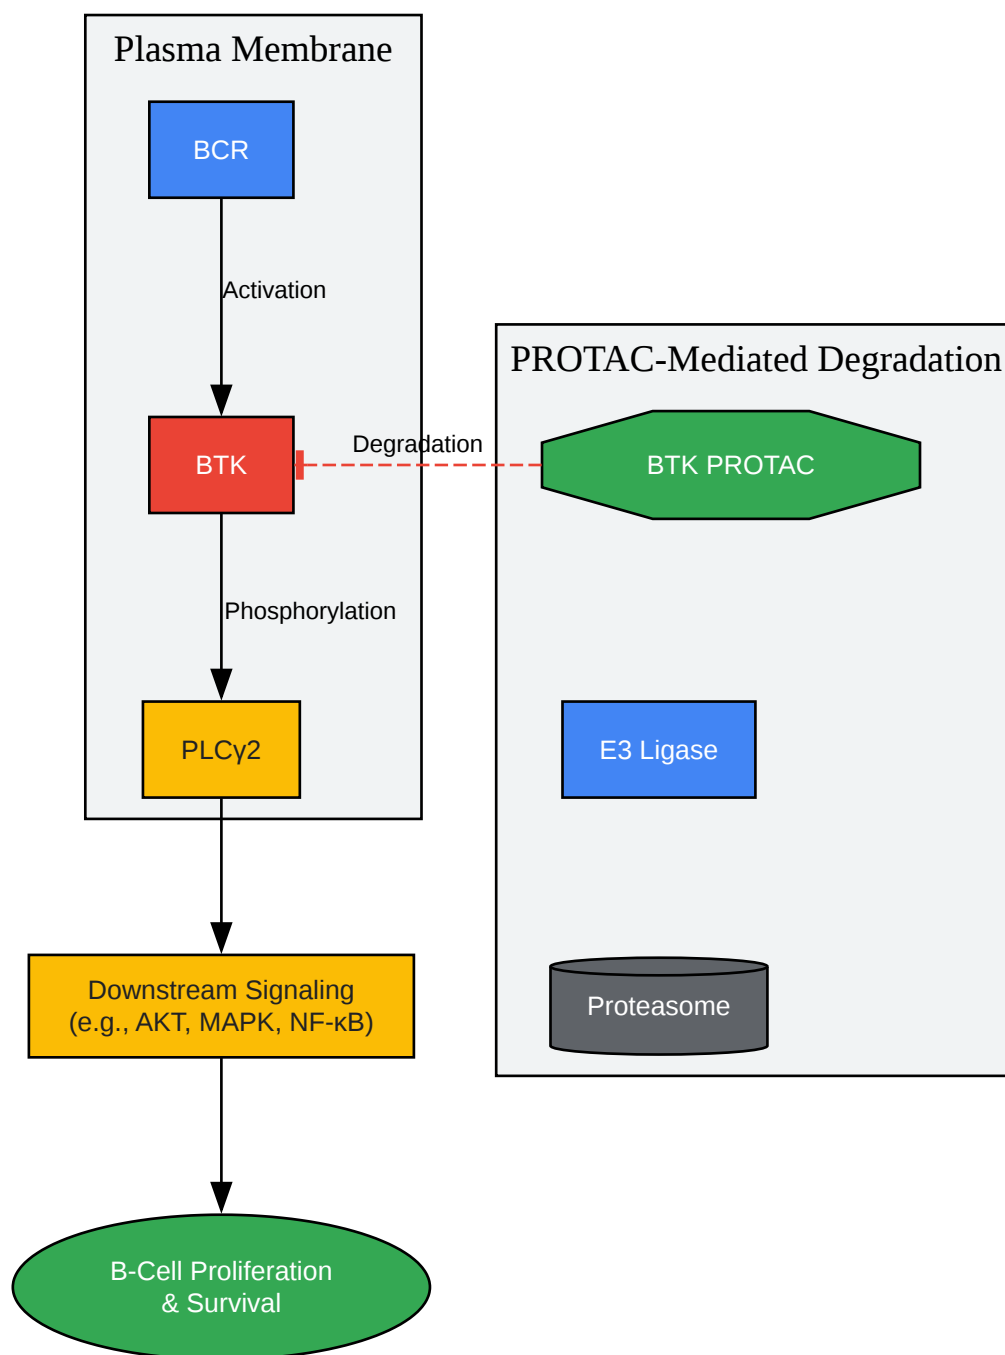 Plasma Membrane
BCR
Activation
PROTAC-Mediated Degradation
BTK
Degradation
BTK PROTAC
Phosphorylation
PLCγ2
E3 Ligase
Downstream Signaling
(e.g., AKT, MAPK, NF-κB)
Proteasome
B-Cell Proliferation
& Survival